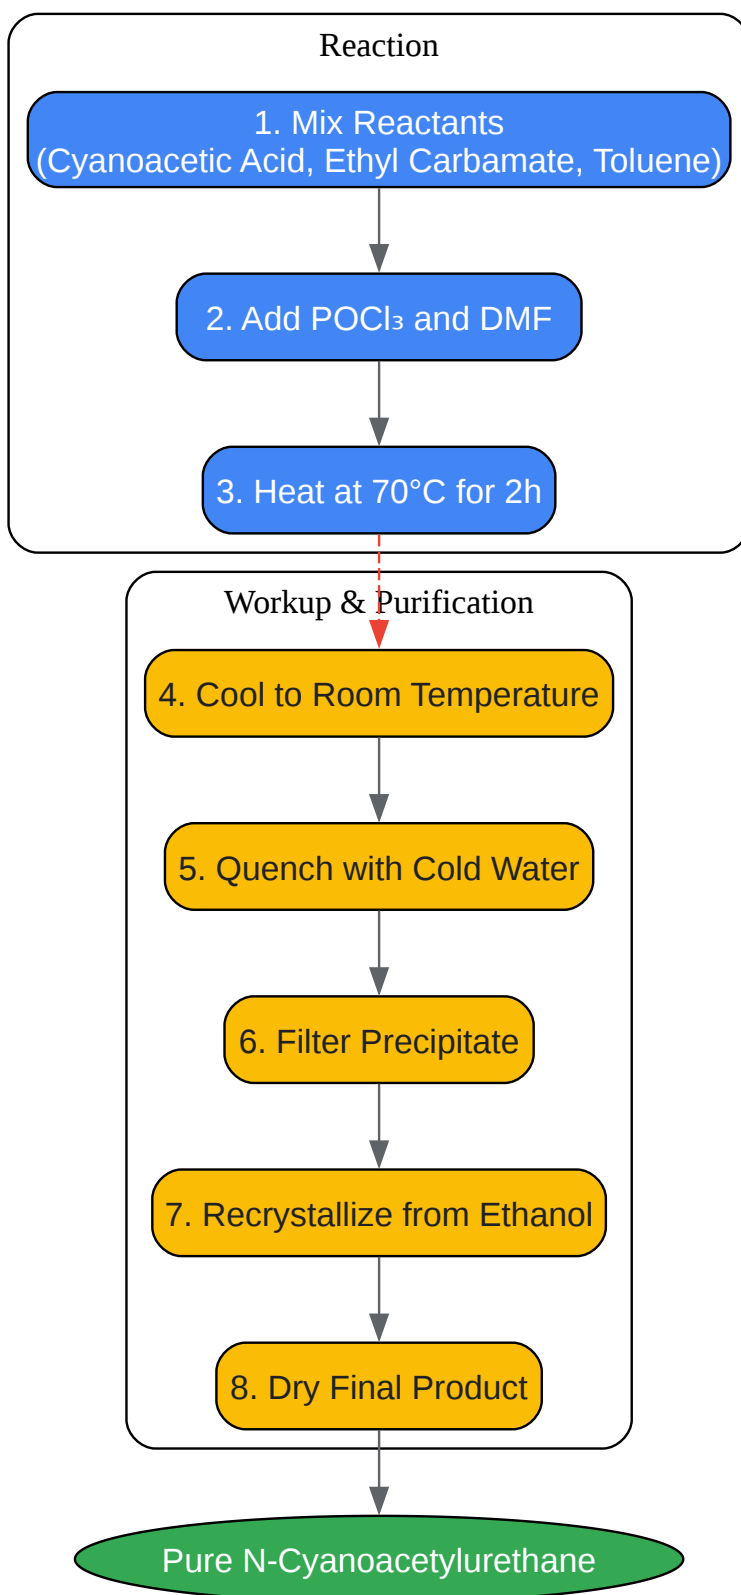 Reaction
1. Mix Reactants
(Cyanoacetic Acid, Ethyl Carbamate, Toluene)
2. Add POCl₃ and DMF
3. Heat at 70°C for 2h
Workup & Purification
4. Cool to Room Temperature
5. Quench with Cold Water
6. Filter Precipitate
7. Recrystallize from Ethanol
8. Dry Final Product
Pure N-Cyanoacetylurethane